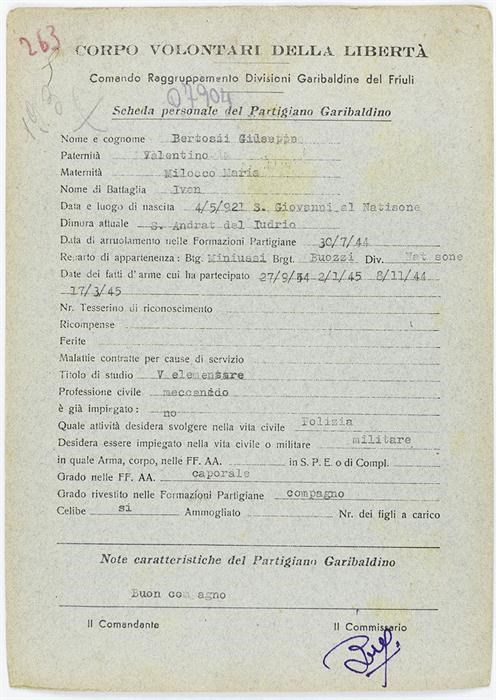 263
CORPO VOLONTARI DELLA LIBERTÀ
Comando Raggruppamento Divisioni Garibaldine del Friuli
07904
Scheda personale del Partigiano Garibaldino
Nome e cognome Bertosii Giuseppe
Paternità Valentino
Maternità Milocco Maria
Nome di Battaglia Ivan
Data e luogo di nascita 4/5/921 S. Giovanni al Natisone
Dimora attuale S. Andrat del Iudrio
Data di arruolamento nelle Formazioni Partigiane 30/7/44
Reparto di appartenenza: Btg. Miniussi Brgt. Buozzi Div. Nat sone
Date dei fatti d'arme cui ha partecipato 27/9/44 2/1/45 8/11/44
17/3/45
Nr. Tesserino di riconoscimento
Ricompense
Ferite
Malattie contratte per cause di servizio
Titolo di studio V elementare
Professione civile
è già impiegato: no
Quale attività desidera svolgere nella vita civile Polizia
Desidera essere impiegato nella vita civile o militare militare
in quale Arma, corpo, nelle FF. AA. in S. P. E. o di Compl.
Grado nelle FF. AA. caporale
Grado rivestito nelle Formazioni Partigiane compagno
Celibe si Ammogliato Nr. dei figli a carico
Note caratteristiche del Partigiano Garibaldino
Buon com agno
Il Comandante Il Commissario